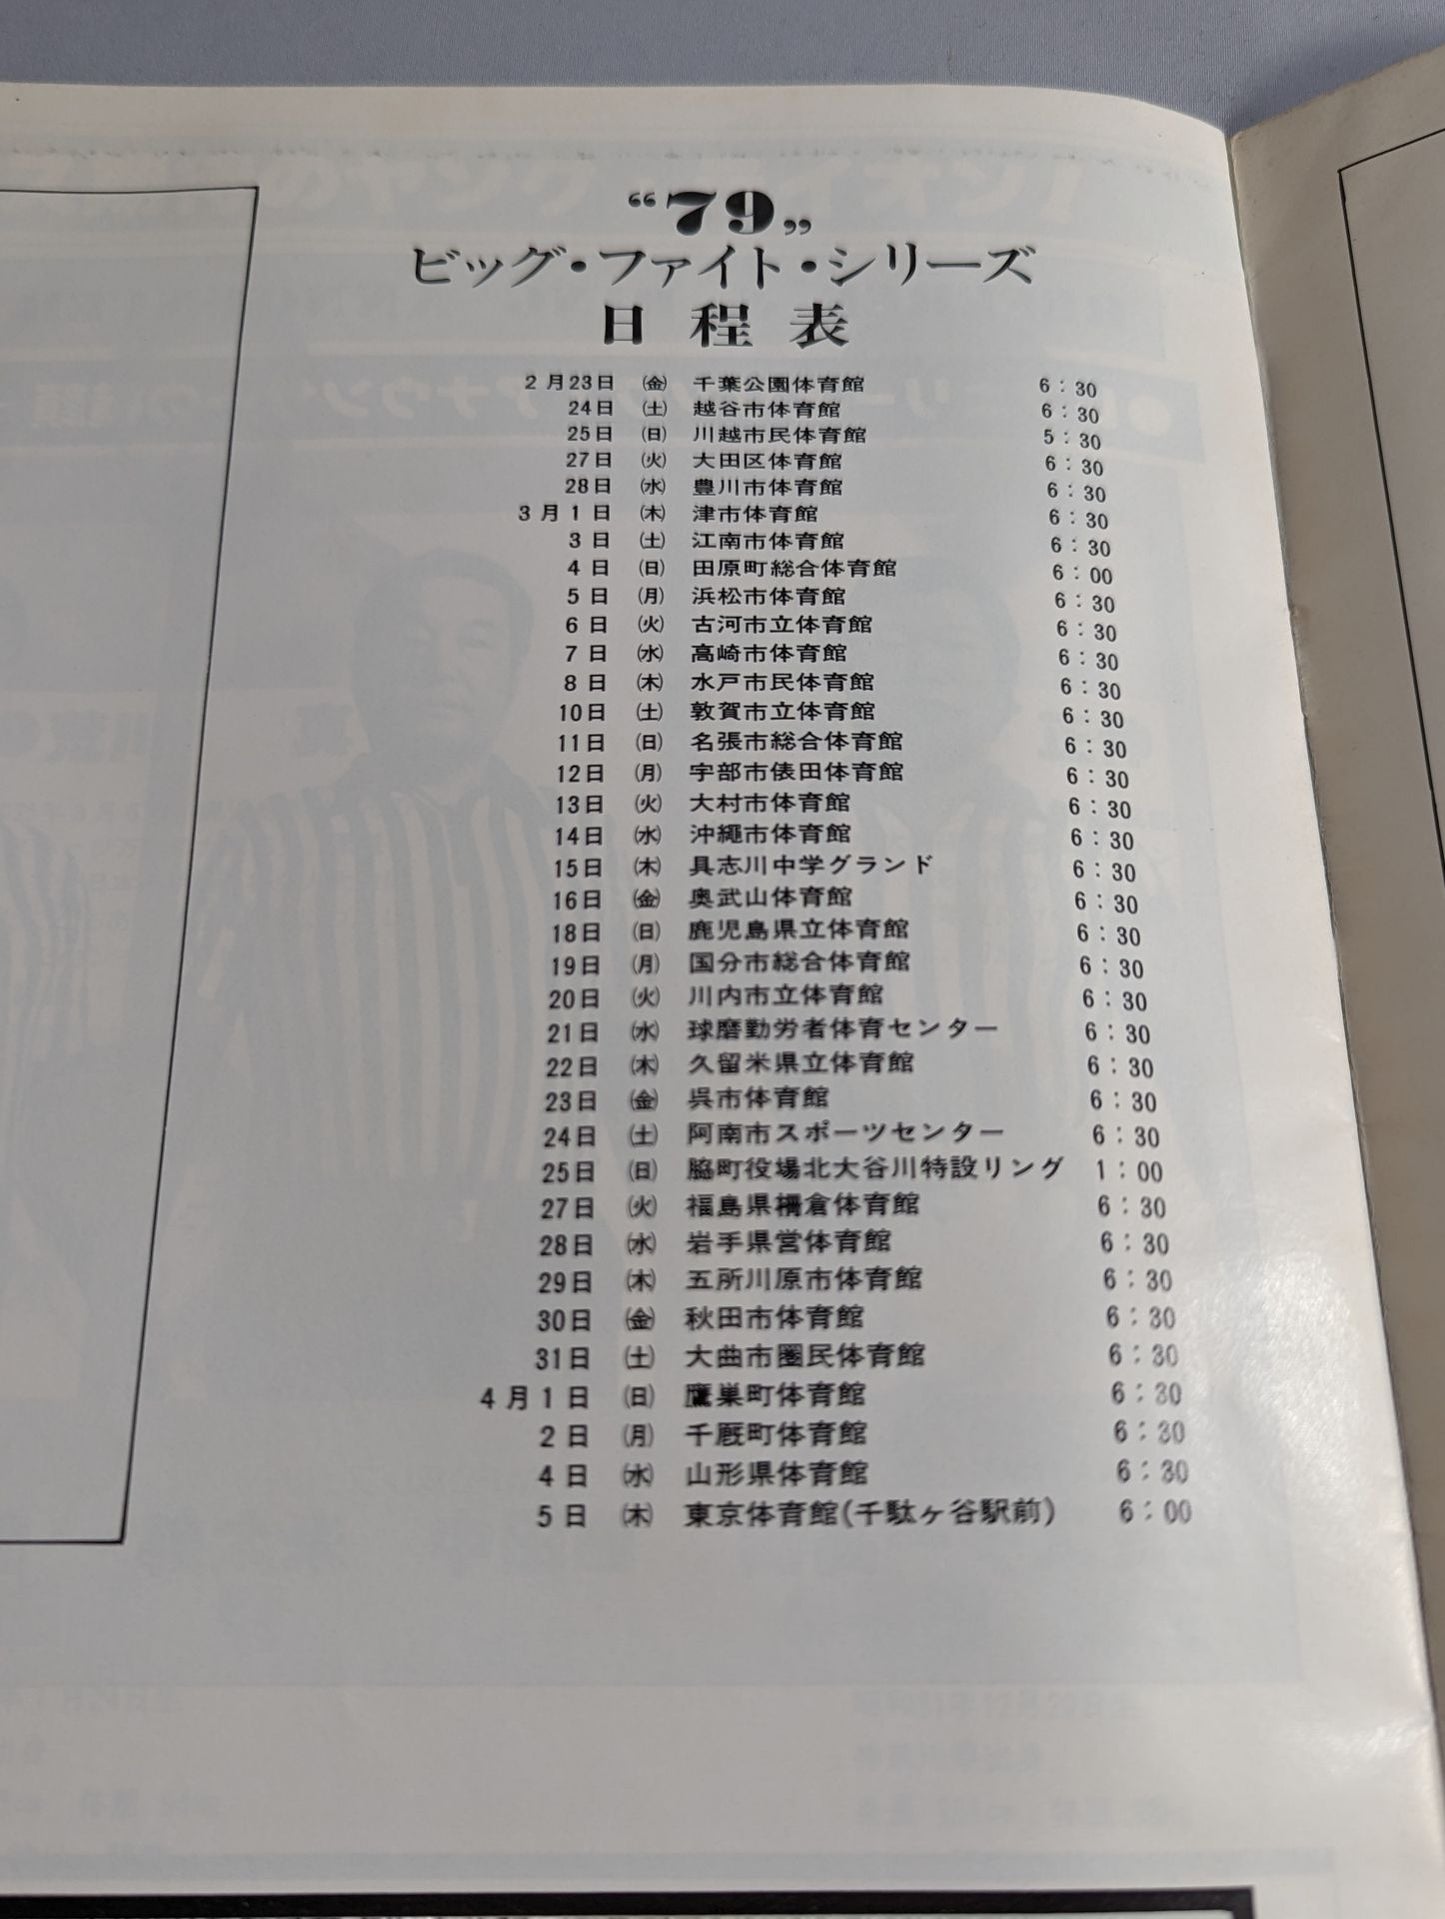 “79„
ビッグ・ファイト・シリーズ
日程表
2月23日 ㈮ 千葉公園体育館 6:30
24日 ㈯ 越谷市体育館 6:30
25日 ㈰ 川越市民体育館 5:30
27日 ㈫ 大田区体育館 6:30
28日 ㈬ 豊川市体育館 6:30
3月1日 ㈭ 津市体育館 6:30
3日 ㈯ 江南市体育館 6:30
4日 ㈰ 田原町総合体育館 6:00
5日 ㈪ 浜松市体育館 6:30
6日 ㈫ 古河市立体育館 6:30
7日 ㈬ 高崎市体育館 6:30
8日 ㈭ 水戸市民体育館 6:30
10日 ㈯ 敦賀市立体育館 6:30
11日 ㈰ 名張市総合体育館 6:30
12日 ㈪ 宇部市俵田体育館 6:30
13日 ㈫ 大村市体育館 6:30
14日 ㈬ 沖縄市体育館 6:30
15日 ㈭ 具志川中学グランド 6:30
16日 ㈮ 奥武山体育館 6:30
18日 ㈰ 鹿児島県立体育館 6:30
19日 ㈪ 国分市総合体育館 6:30
20日 ㈫ 川内市立体育館 6:30
21日 ㈬ 球磨勤労者体育センター 6:30
22日 ㈭ 久留米県立体育館 6:30
23日 ㈮ 呉市体育館 6:30
24日 ㈯ 阿南市スポーツセンター 6:30
25日 ㈰ 脇町役場北大谷川特設リング 1:00
27日 ㈫ 福島県棚倉体育館 6:30
28日 ㈬ 岩手県営体育館 6:30
29日 ㈭ 五所川原市体育館 6:30
30日 ㈮ 秋田市体育館 6:30
31日 ㈯ 大曲市圏民体育館 6:30
4月1日 ㈰ 鷹巣町体育館 6:30
2日 ㈪ 千厩町体育館 6:30
4日 ㈬ 山形県体育館 6:30
5日 ㈭ 東京体育館(千駄ヶ谷駅前) 6:00